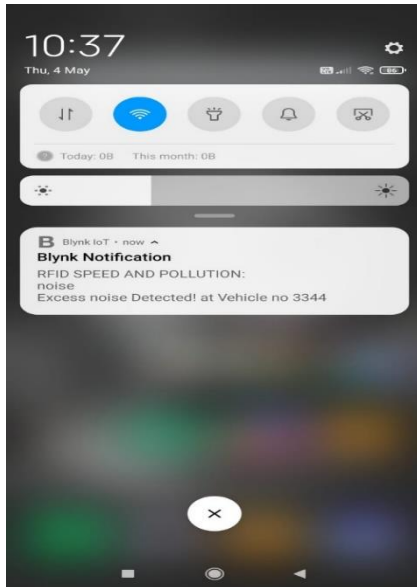 10:37
Thu, 4 May
86
Today: 0B This month: 0B
B Blynk IoT • now
Blynk Notification
RFID SPEED AND POLLUTION:
noise
Excess noise Detected! at Vehicle no 3344